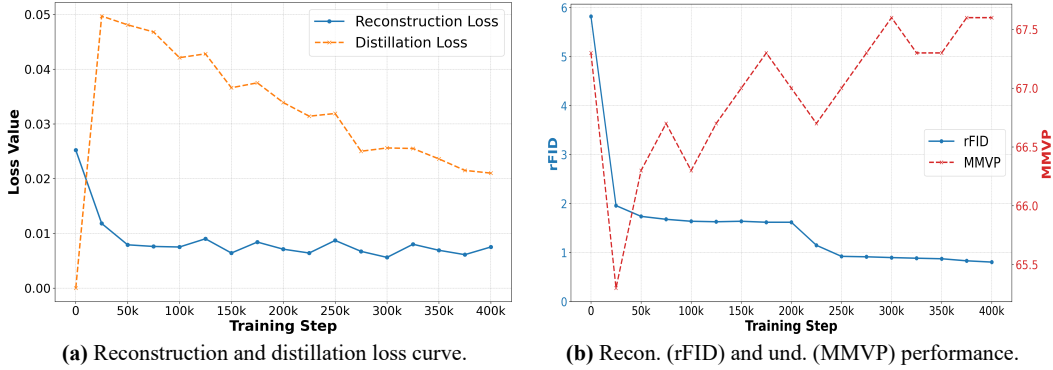 0.05
0.04
0.03
0.02
0.01
0.00
Loss Value
Reconstruction Loss
Distillation Loss
0 50k 100k 150k 200k 250k 300k 350k 400k
Training Step
(a) Reconstruction and distillation loss curve.
6
5
4
3
2
1
0
rFID
rFID
MMVP
67.5
67.0
66.5
66.0
65.5
MMVP
0 50k 100k 150k 200k 250k 300k 350k 400k
Training Step
(b) Recon. (rFID) and und. (MMVP) performance.